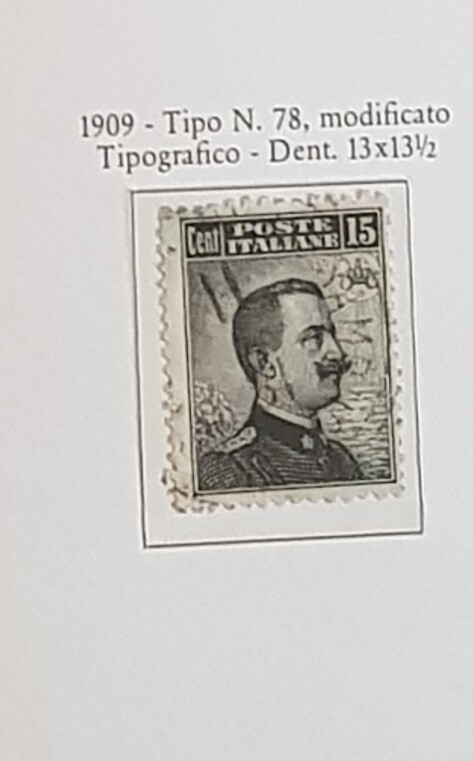 1909 - Tipo N. 78, modificato
Tipografico - Dent. 13x13½
Cent POSTE ITALIANE 15